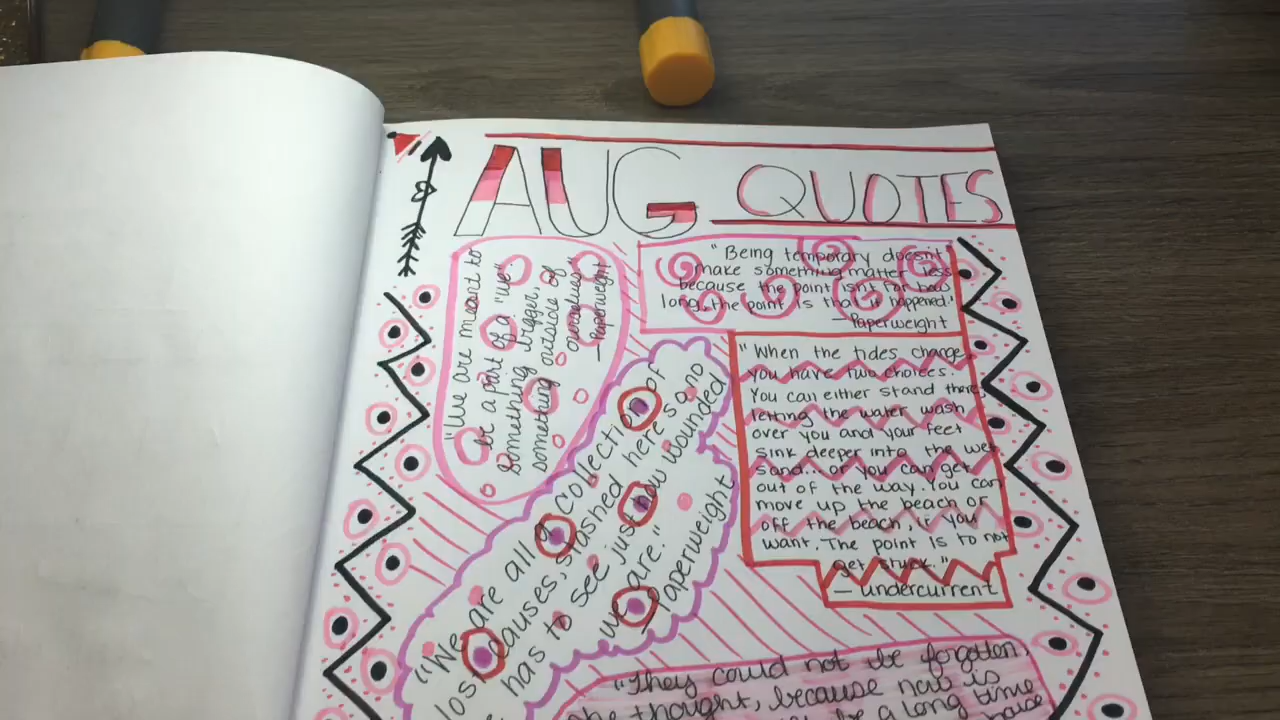 AUG QUOTES
"We are meant to
be a part of a "we".
something bigger,
something outside of
ourselves"
—Paperweight
"Being temporary doesn't
make something matter less
because the point isnt for how
long, the point is that it happened."
—Paperweight
"When the tides change,
you have two choices.
You can either stand there,
letting the water wash
over you and your feet
sink deeper into the wet
sand... or you can get
out of the way. You can
move up the beach or
off the beach, if you
want. The point is to not
get stuck."
— undercurrent
"We are all a collection of
lost causes, stashed here so no
has to see just how wounded
we are."
—Paperweight
"They could not be forgotten,
she thought, because now is
be a long time